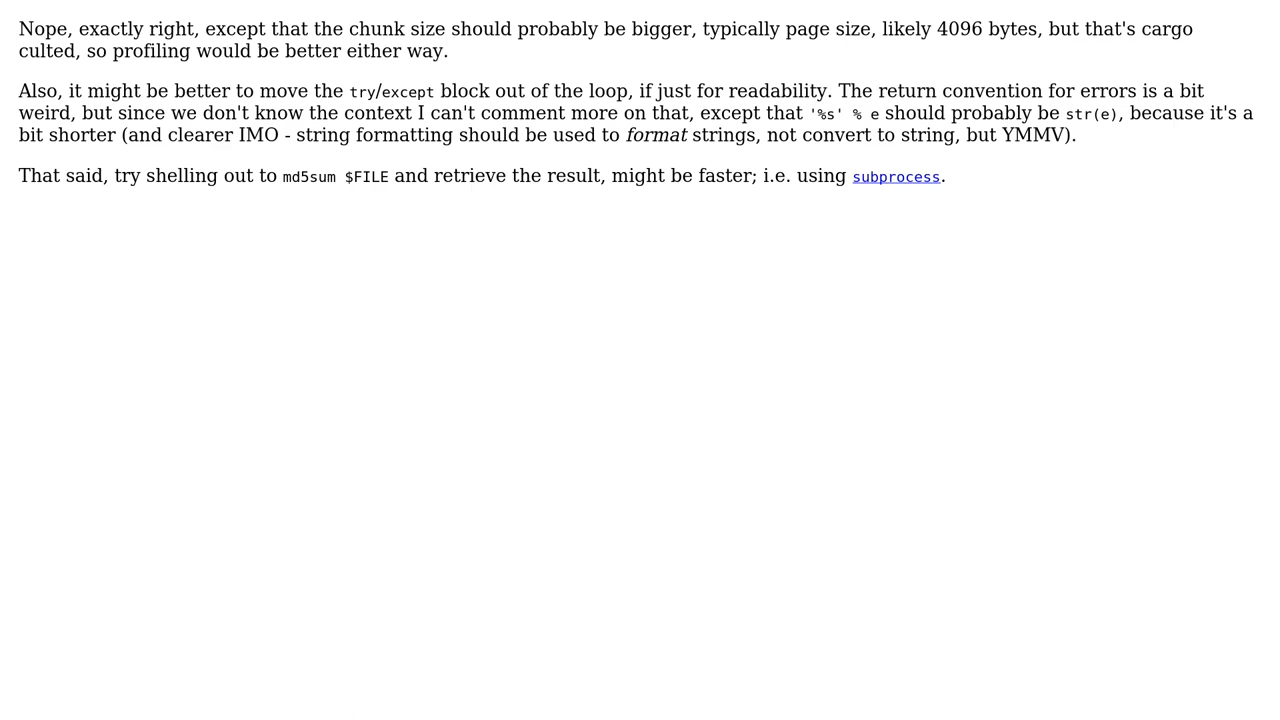 Nope, exactly right, except that the chunk size should probably be bigger, typically page size, likely 4096 bytes, but that's cargo
culted, so profiling would be better either way.
Also, it might be better to move the try/except block out of the loop, if just for readability. The return convention for errors is a bit
weird, but since we don't know the context I can't comment more on that, except that '%s' % e should probably be str(e), because it's a
bit shorter (and clearer IMO - string formatting should be used to format strings, not convert to string, but YMMV).
That said, try shelling out to md5sum $FILE and retrieve the result, might be faster; i.e. using subprocess.